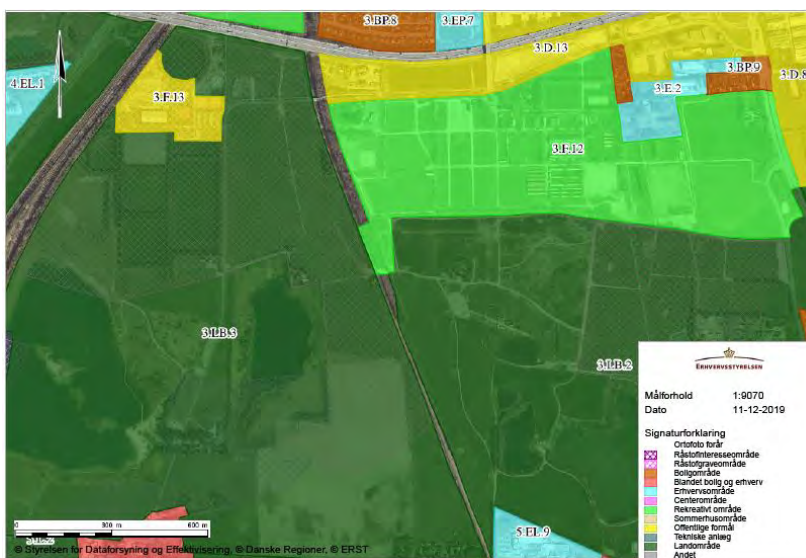 3.BP.8
3.EP.7
3.D.13
3.BP.9
3.D.8
4.EL.1
3.E.2
3.F.13
3.F.12
3.LB.3
3.LB.2
5.EL.9
ERHVERVSSTYRELSEN
Målforhold 1:9070
Dato 11-12-2019
Signaturforklaring
Ortofoto forår
Råstofinteresseområde
Råstofgraveområde
Boligområde
Blandet bolig og erhverv
Erhvervsområde
Centerområde
Rekreativt område
Sommerhusområde
Offentlige formål
Tekniske anlæg
Landområde
Andet
0 300 m 600 m
© Styrelsen for Dataforsyning og Effektivisering, © Danske Regioner, © ERST